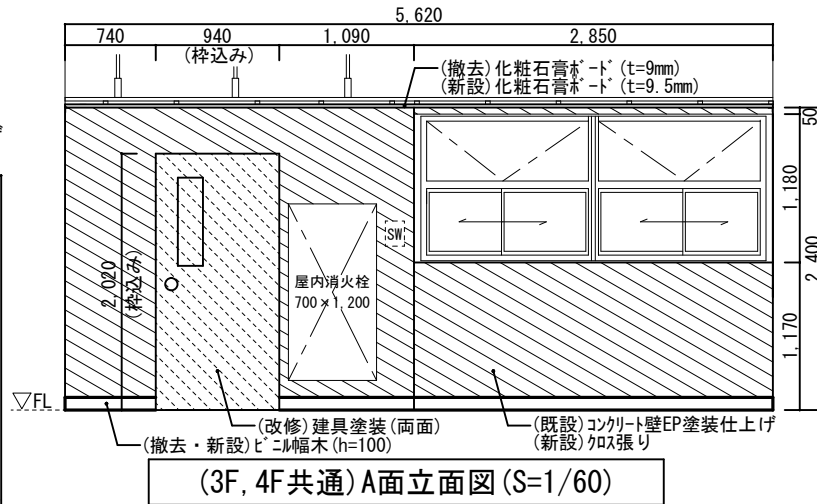 5,620
740 940 1,090 2,850
(枠込み)
(撤去)化粧石膏ボード(t=9mm)
(新設)化粧石膏ボード(t=9.5mm)
50
1,180
2,400
1,170
2,020
(枠込み)
SW
屋内消火栓
700×1,200
▽FL
(改修)建具塗装(両面)
(撤去・新設)ビニル幅木(h=100)
(既設)コンクリート壁EP塗装仕上げ
(新設)クロス張り
(3F,4F共通)A面立面図(S=1/60)